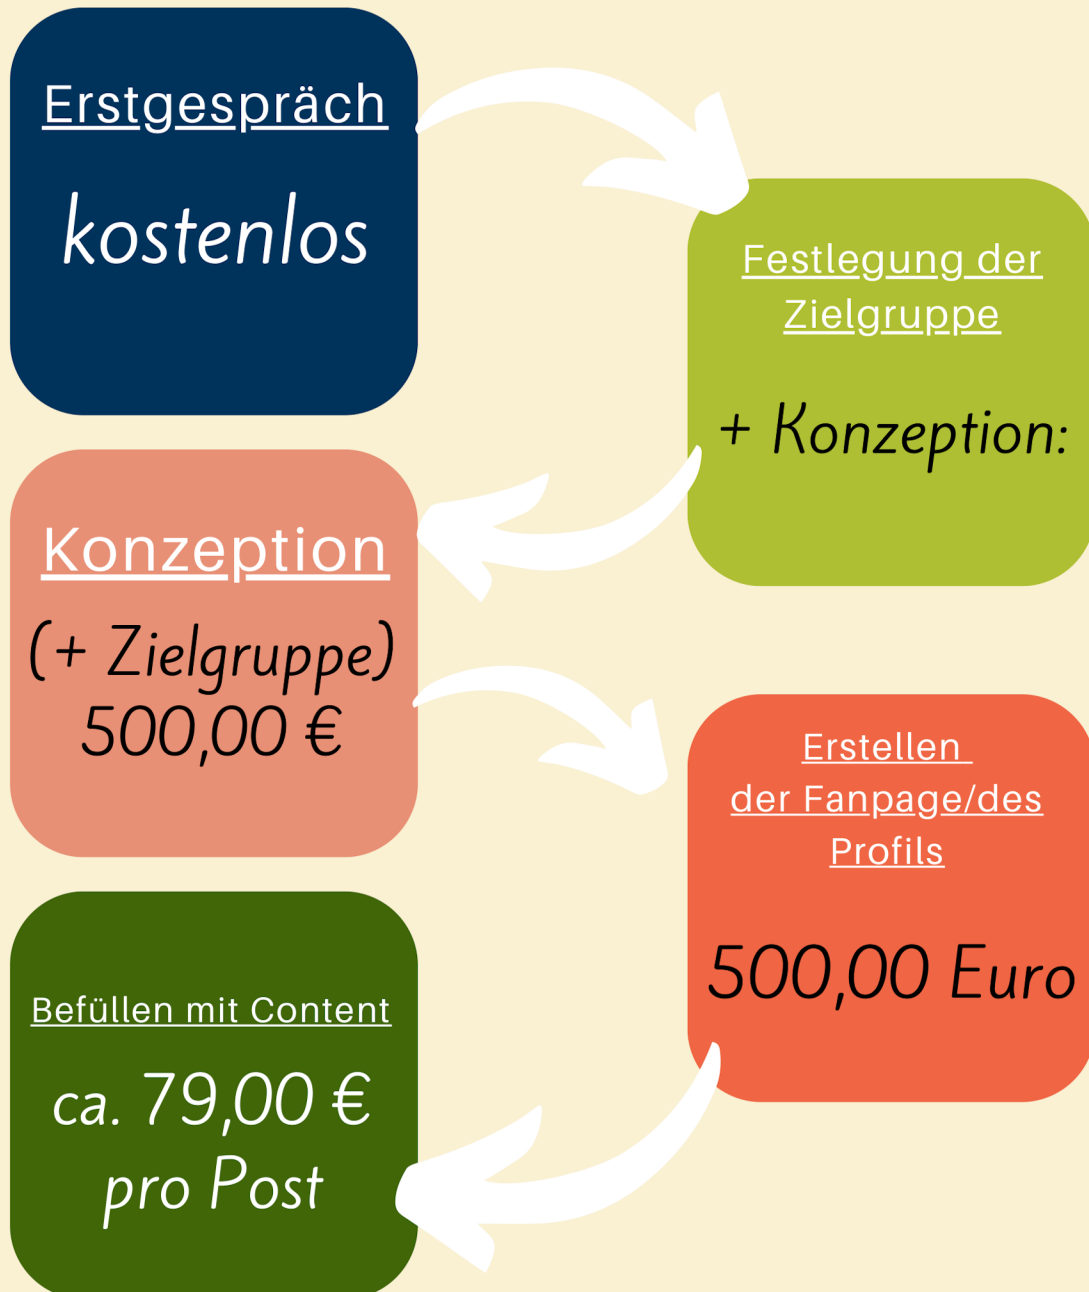 Erstgespräch
kostenlos
Festlegung der
Zielgruppe
+ Konzeption:
Konzeption
(+ Zielgruppe)
500,00 €
Erstellen
der Fanpage/des
Profils
500,00 Euro
Befüllen mit Content
ca. 79,00 €
pro Post